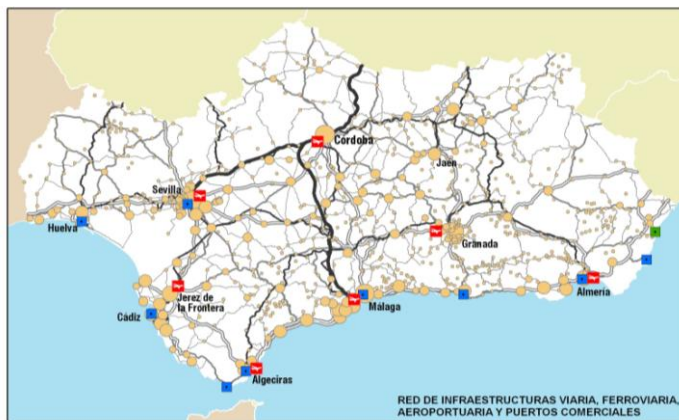 Córdoba
Jaén
Sevilla
Huelva
Granada
Jerez de
la Frontera
Cádiz
Málaga
Almería
Algeciras
RED DE INFRAESTRUCTURAS VIARIA, FERROVIARIA,
AEROPORTUARIA Y PUERTOS COMERCIALES